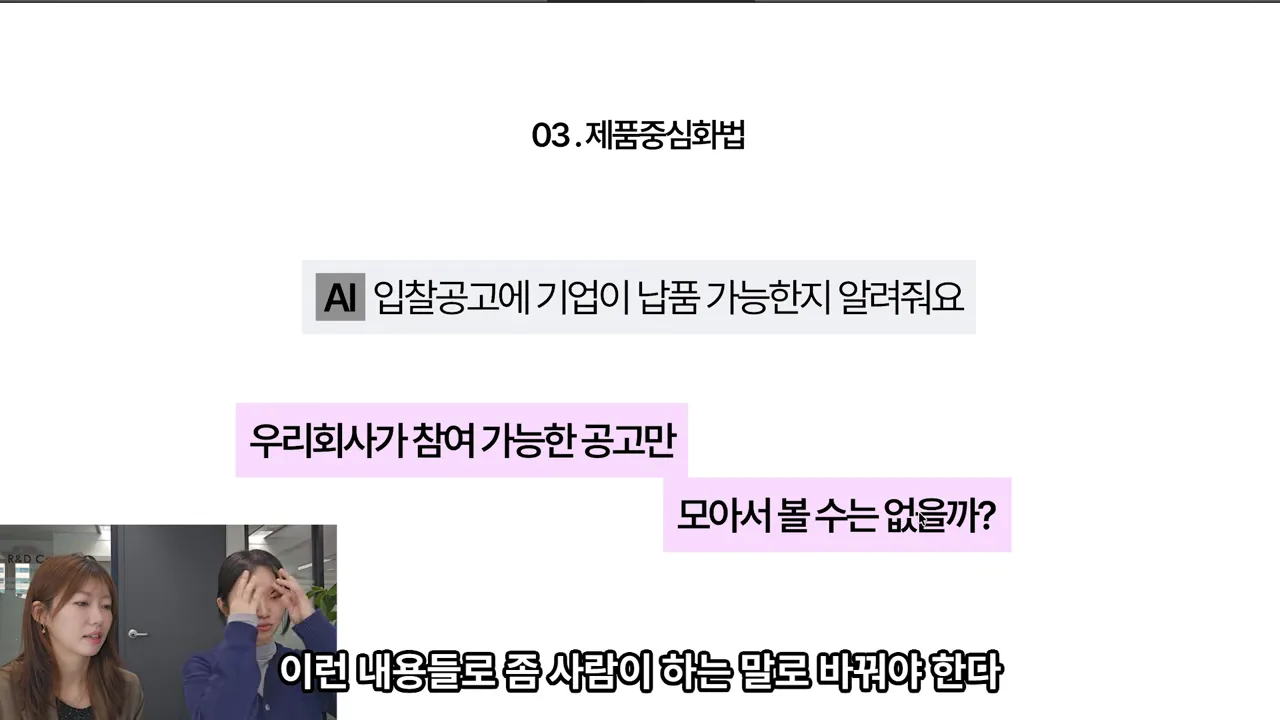 03.제품중심화법
AI 입찰공고에 기업이 납품 가능한지 알려줘요
우리회사가 참여 가능한 공고만
모아서 볼 수는 없을까?
R&D C
이런 내용들로 좀 사람이 하는 말로 바꿔야 한다